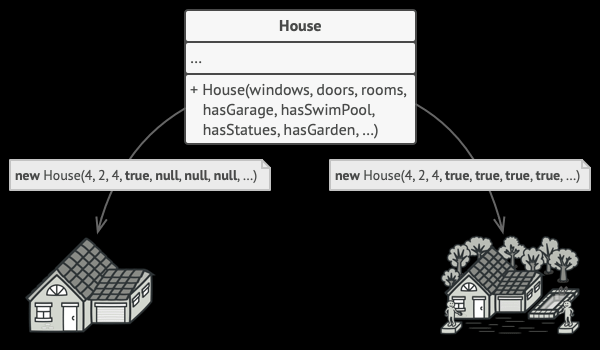 House
...
+ House(windows, doors, rooms,
hasGarage, hasSwimPool,
hasStatues, hasGarden, ...)
new House(4, 2, 4, true, null, null, null, ...)
new House(4, 2, 4, true, true, true, true, ...)